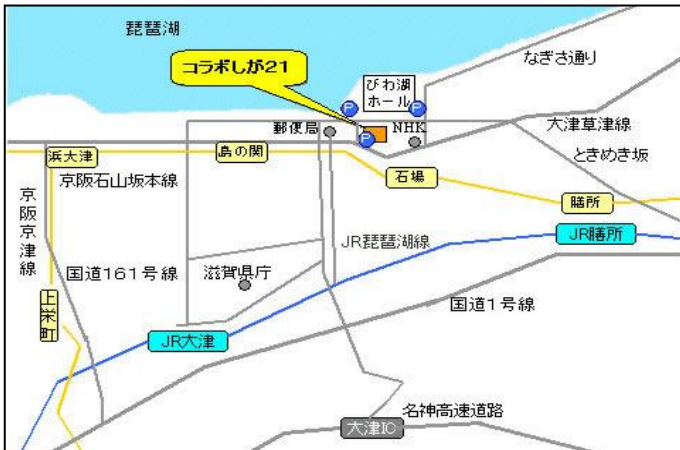 琵琶湖
コラボしが21
なぎさ通り
びわ湖
ホール
P
P
郵便局
P
NHK
大津草津線
浜大津
島の関
ときめき坂
京阪石山坂本線
石場
膳所
京阪京津線
JR琵琶湖線
JR膳所
国道161号線
滋賀県庁
国道1号線
上栄町
JR大津
名神高速道路
大津IC